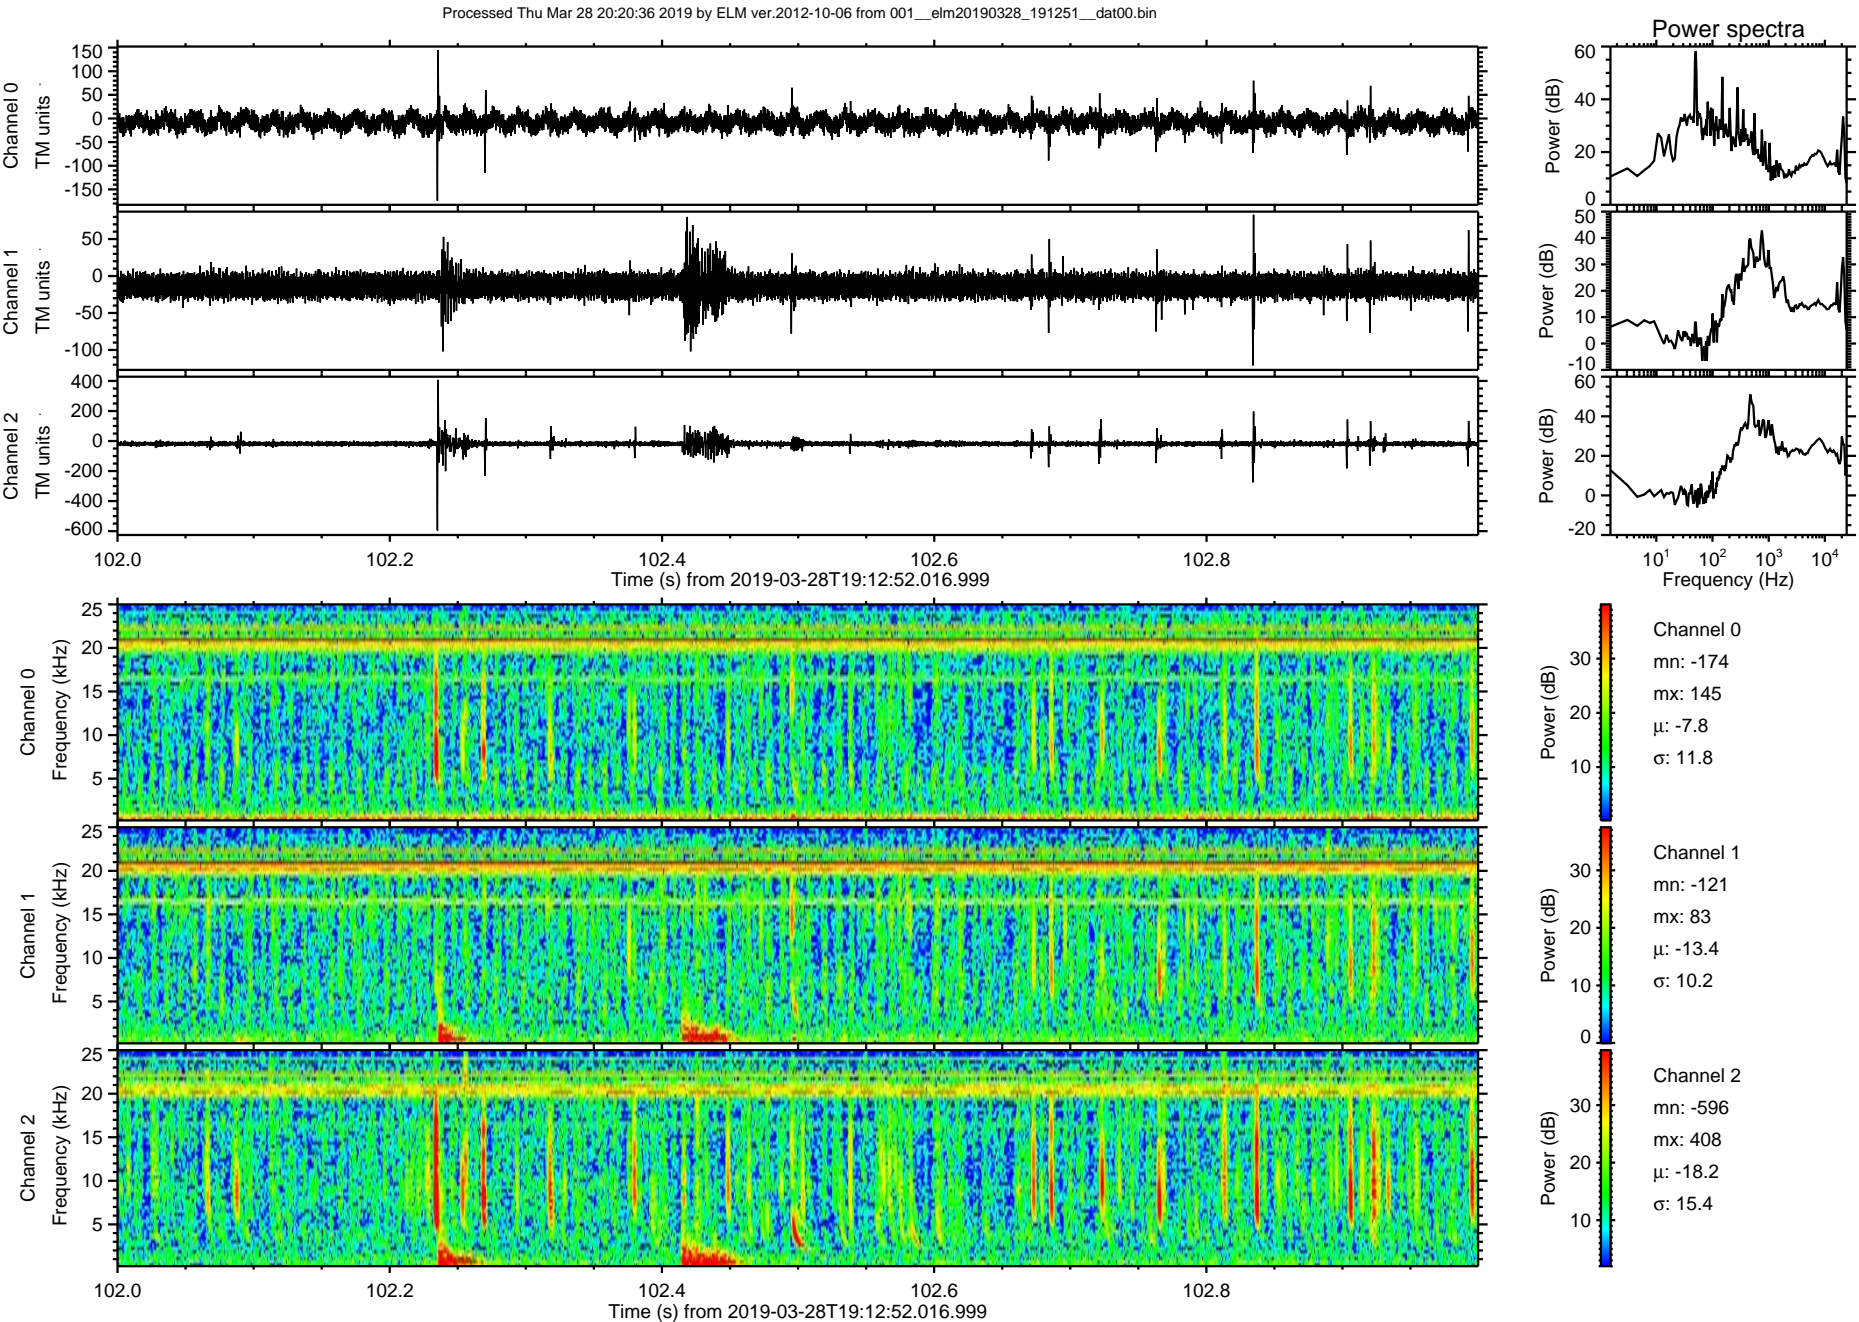 Processed Thu Mar 28 20:20:36 2019 by ELM ver.2012-10-06 from 001__elm20190328_191251__dat00.bin
Power spectra
Channel 0
TM units
150
100
50
0
-50
-100
-150
Power (dB)
60
40
20
0
Channel 1
TM units
50
0
-50
-100
Power (dB)
50
40
30
20
10
0
-10
Channel 2
TM units
400
200
0
-200
-400
-600
Power (dB)
60
40
20
0
-20
102.0 102.2 102.4 102.6 102.8
Time (s) from 2019-03-28T19:12:52.016.999
10^1 10^2 10^3 10^4
Frequency (Hz)
Channel 0
Frequency (kHz)
25
20
15
10
5
Power (dB)
30
20
10
Channel 0
mn: -174
mx: 145
μ: -7.8
σ: 11.8
Channel 1
Frequency (kHz)
25
20
15
10
5
Power (dB)
30
20
10
0
Channel 1
mn: -121
mx: 83
μ: -13.4
σ: 10.2
Channel 2
Frequency (kHz)
25
20
15
10
5
Power (dB)
30
20
10
Channel 2
mn: -596
mx: 408
μ: -18.2
σ: 15.4
102.0 102.2 102.4 102.6 102.8
Time (s) from 2019-03-28T19:12:52.016.999